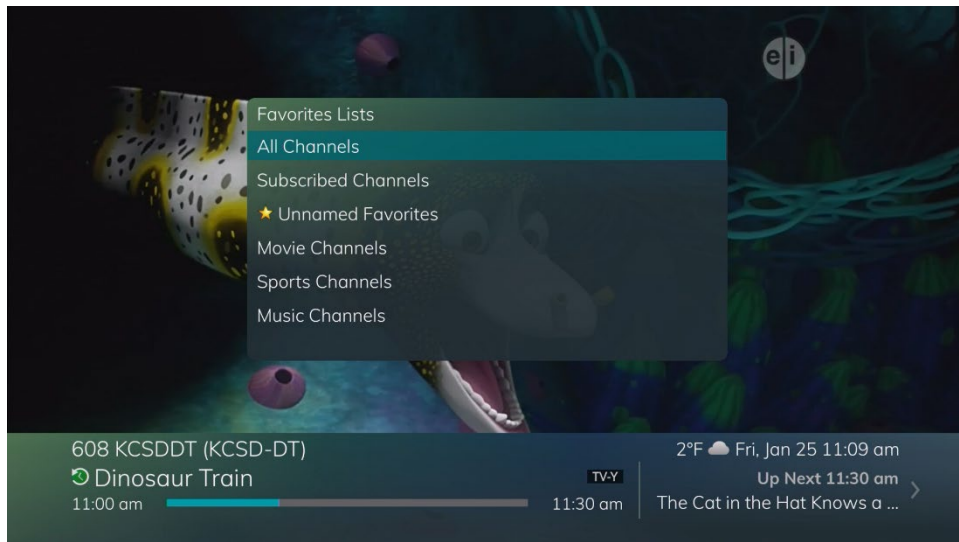 e|i
Favorites Lists
All Channels
Subscribed Channels
Unnamed Favorites
Movie Channels
Sports Channels
Music Channels
608 KCSDDT (KCSD-DT)
2°F Fri, Jan 25 11:09 am
Dinosaur Train
TV-Y
Up Next 11:30 am
11:00 am
11:30 am
The Cat in the Hat Knows a ...